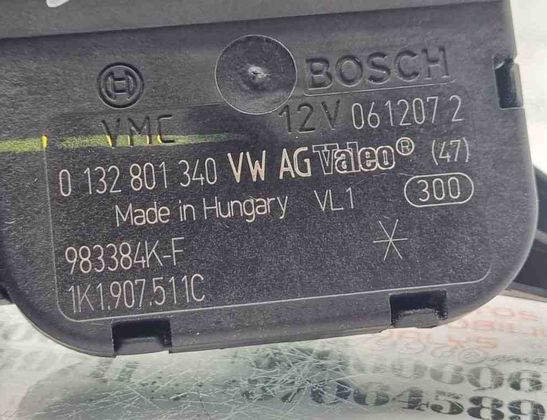 BOSCH
VMC 12V 061207 2
0 132 801 340 VW AG Valeo® (47)
Made in Hungary VL1 300
983384K-F
1K1.907.511C